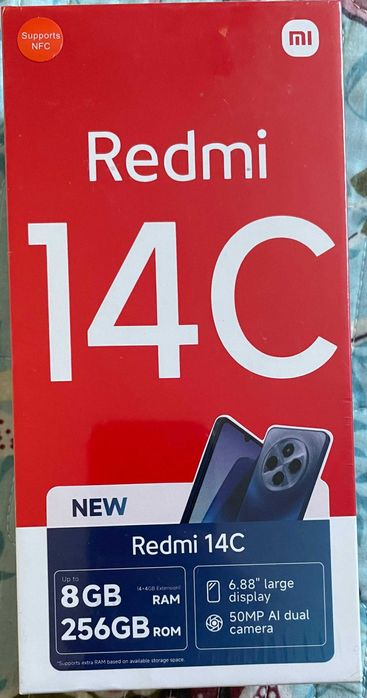 Supports
NFC
mi
Redmi
14C
NEW
Redmi 14C
Up to
8GB (4+4GB Extension) RAM
256GB ROM
6.88" large
display
50MP AI dual
camera
*Supports extra RAM based on available storage space.